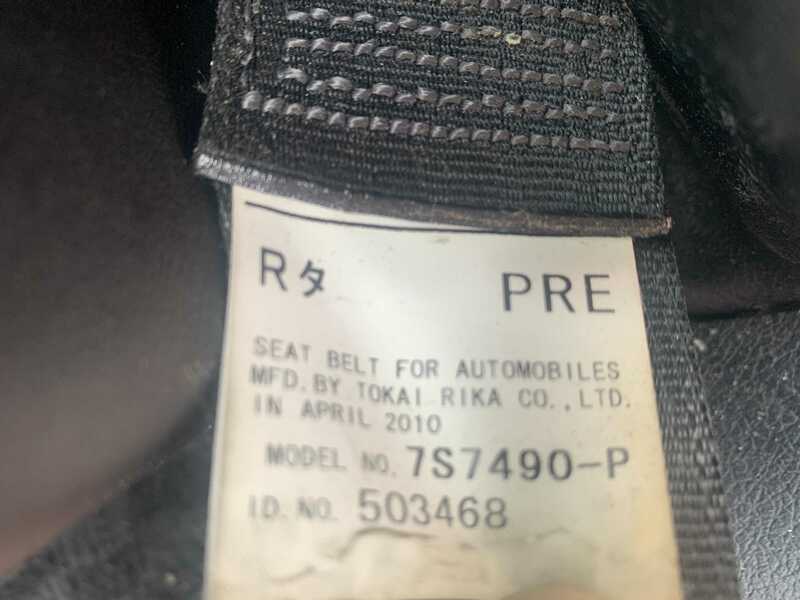 Rタ PRE
SEAT BELT FOR AUTOMOBILES
MFD. BY TOKAI RIKA CO., LTD.
IN APRIL 2010
MODEL NO. 7S7490-P
ID. NO. 503468